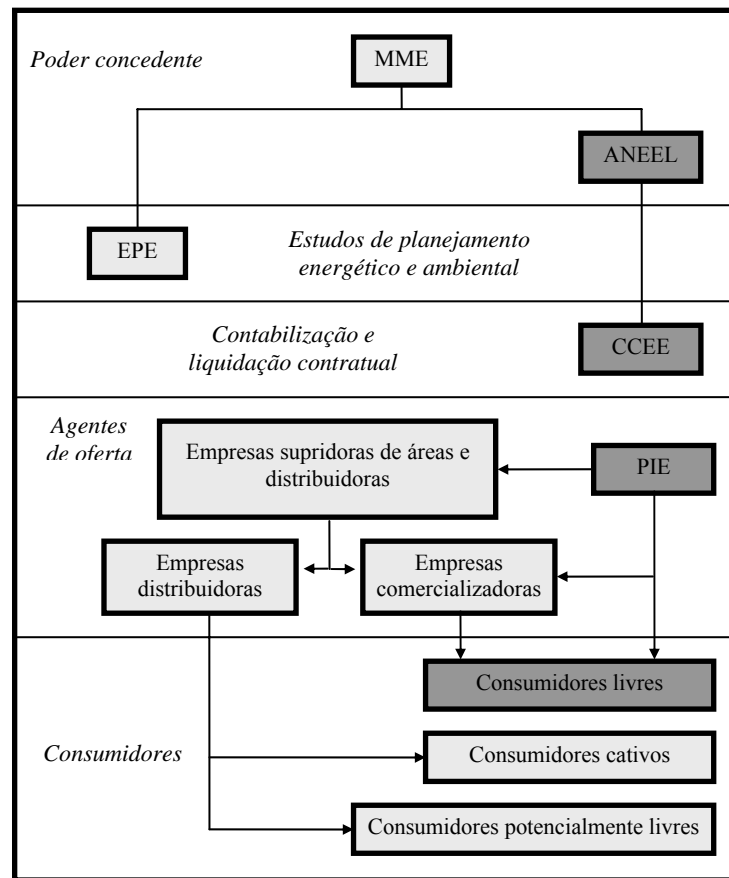 Poder concedente
MME
ANEEL
EPE
Estudos de planejamento
energético e ambiental
Contabilização e
liquidação contratual
CCEE
Agentes
de oferta
Empresas supridoras de áreas e
distribuidoras
PIE
Empresas
distribuidoras
Empresas
comercializadoras
Consumidores livres
Consumidores
Consumidores cativos
Consumidores potencialmente livres